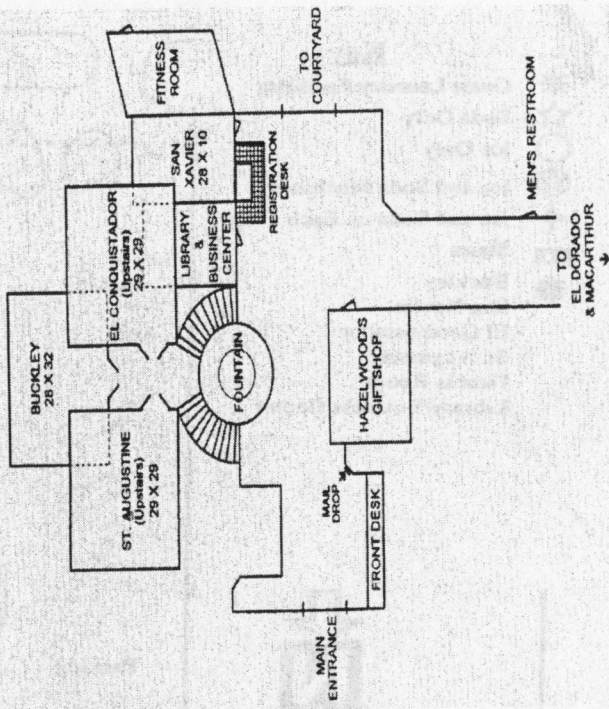 BUCKLEY
28 X 32
ST. AUGUSTINE
(Upstairs)
29 X 29
EL CONQUISTADOR
(Upstairs)
29 X 29
LIBRARY
&
BUSINESS
CENTER
SAN
XAVIER
28 X 10
FITNESS
ROOM
FOUNTAIN
REGISTRATION
DESK
TO
COURTYARD
MAIN
ENTRANCE
MAIL
DROP
FRONT DESK
HAZELWOOD'S
GIFTSHOP
MEN'S RESTROOM
TO
EL DORADO
& MACARTHUR